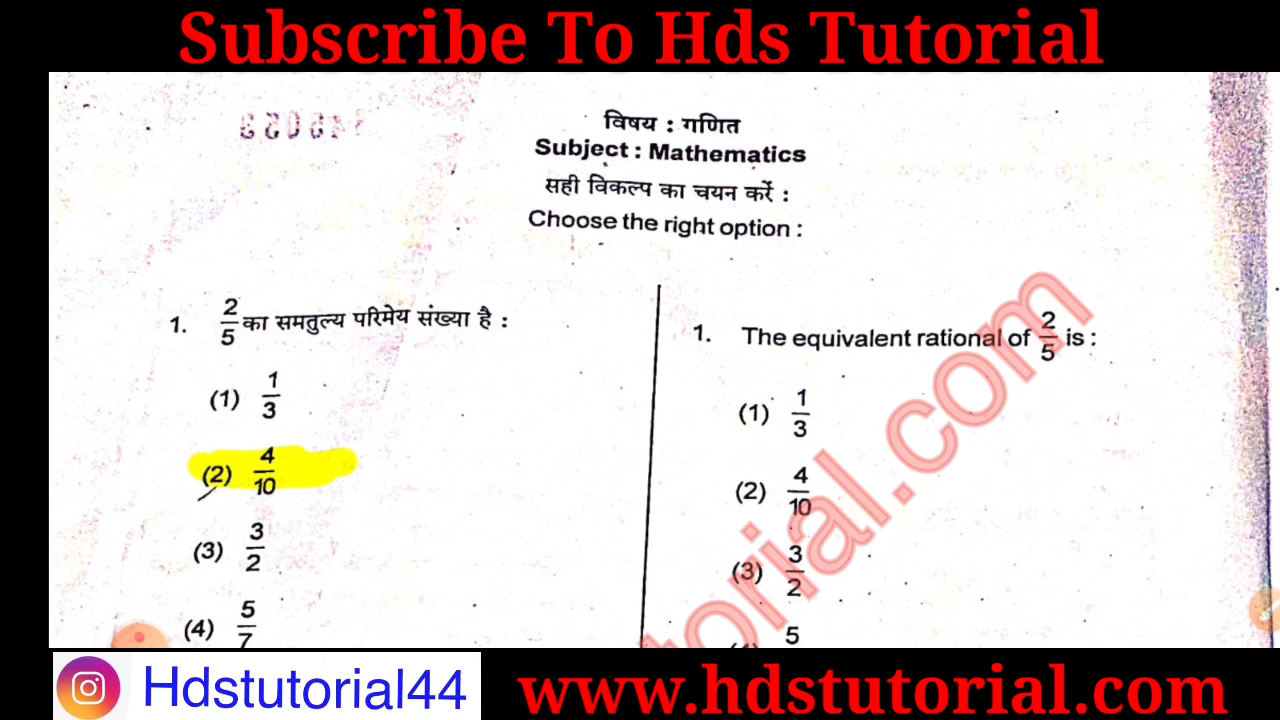 Subscribe To Hds Tutorial
विषय : गणित
Subject : Mathematics
सही विकल्प का चयन करें :
Choose the right option :
1. 2/5 का समतुल्य परिमेय संख्या है :
(1) 1/3
(2) 4/10
(3) 3/2
(4) 5/7
1. The equivalent rational of 2/5 is :
(1) 1/3
(2) 4/10
(3) 3/2
5
torial.com
Hdstutorial44
www.hdstutorial.com